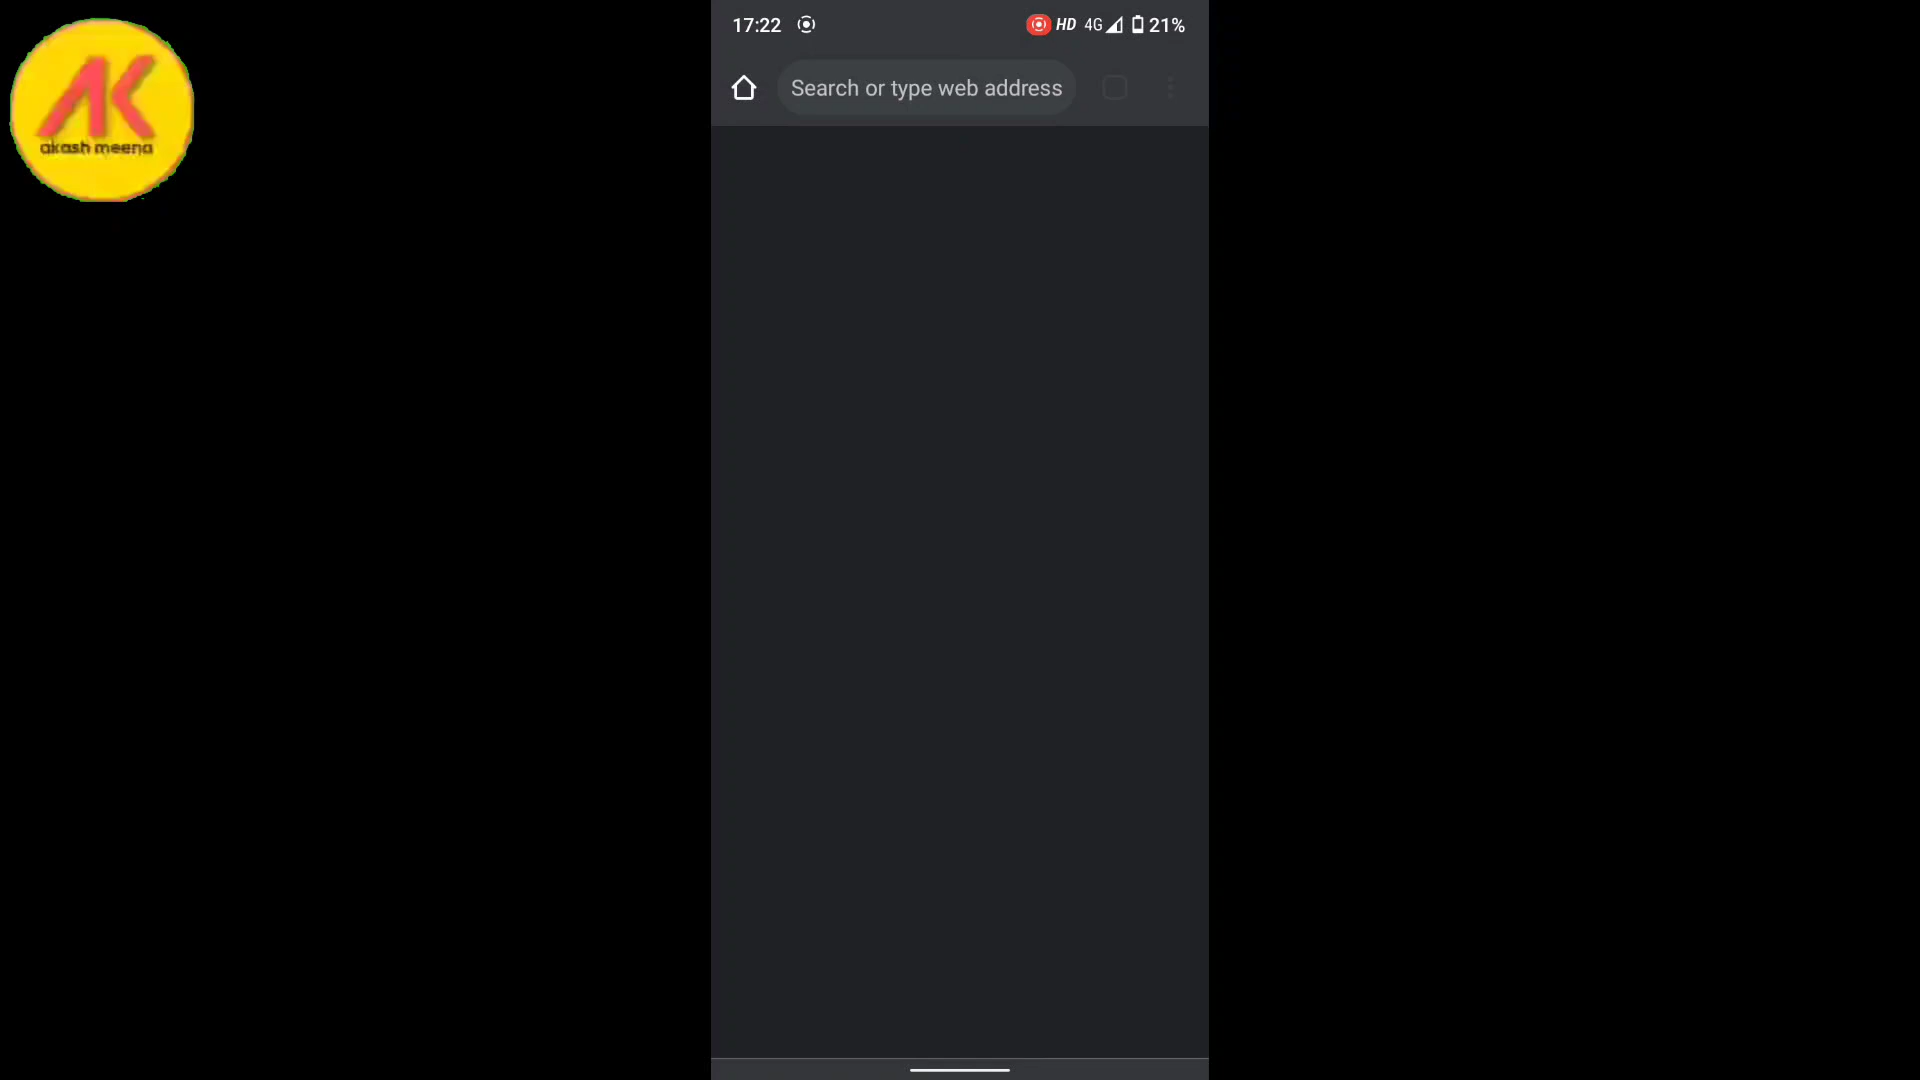 AK
akash meena
17:22
HD 4G 21%
Search or type web address